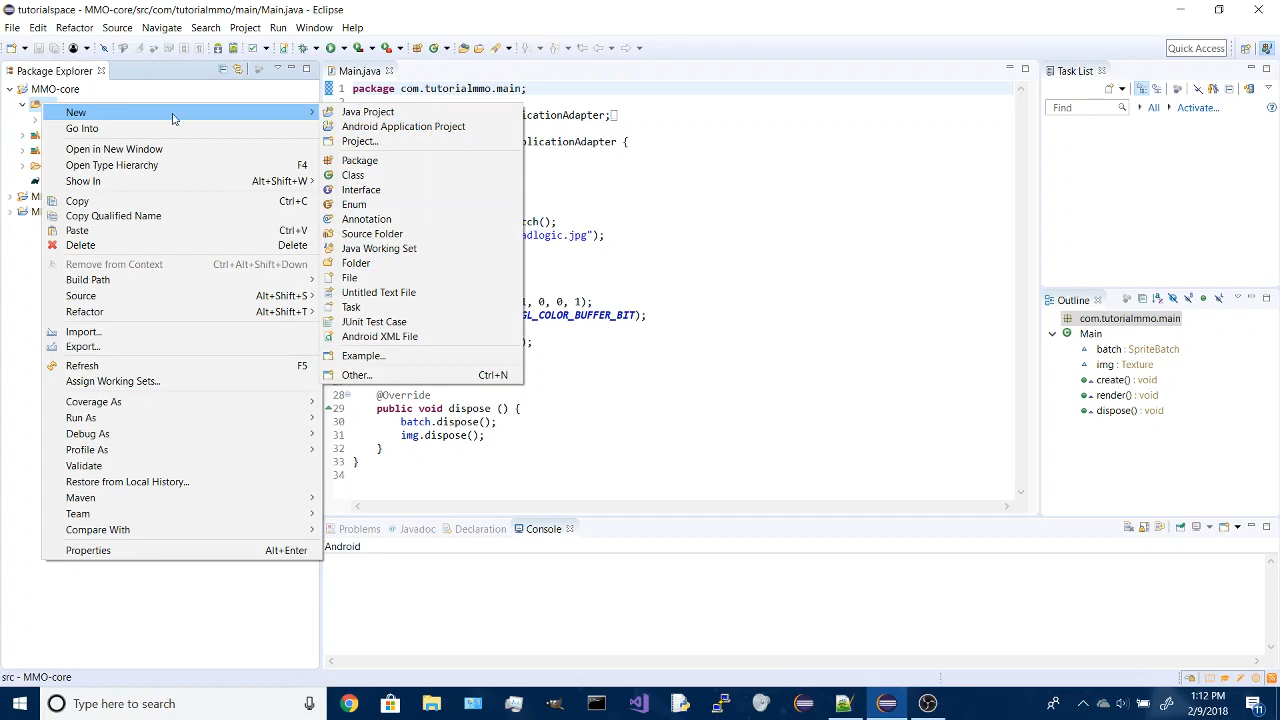 tutorialspace - MMO-core/src/com/tutorialmmo/main/Main.java - Eclipse
File Edit Refactor Source Navigate Search Project Run Window Help
Quick Access
Package Explorer
MMO-core
New
Go Into
Open in New Window
Open Type Hierarchy F4
Show In Alt+Shift+W
Copy Ctrl+C
Copy Qualified Name
Paste Ctrl+V
Delete Delete
Remove from Context Ctrl+Alt+Shift+Down
Build Path
Source Alt+Shift+S
Refactor Alt+Shift+T
Import...
Export...
Refresh F5
Assign Working Sets...
Coverage As
Run As
Debug As
Profile As
Validate
Restore from Local History...
Maven
Team
Compare With
Properties Alt+Enter
Java Project
Android Application Project
Project...
Package
Class
Interface
Enum
Annotation
Source Folder
Java Working Set
Folder
File
Untitled Text File
Task
JUnit Test Case
Android XML File
Example...
Other... Ctrl+N
Main.java
1 package com.tutorialmmo.main;
icationAdapter;
plicationAdapter {
tch();
adlogic.jpg");
1, 0, 0, 1);
GL_COLOR_BUFFER_BIT);
);
28 @Override
29 public void dispose () {
30 batch.dispose();
31 img.dispose();
32 }
33 }
34
Task List
Find All Activate...
Outline
com.tutorialmmo.main
Main
batch : SpriteBatch
img : Texture
create() : void
render() : void
dispose() : void
Problems Javadoc Declaration Console
Android
src - MMO-core
Type here to search
1:12 PM
2/9/2018
11